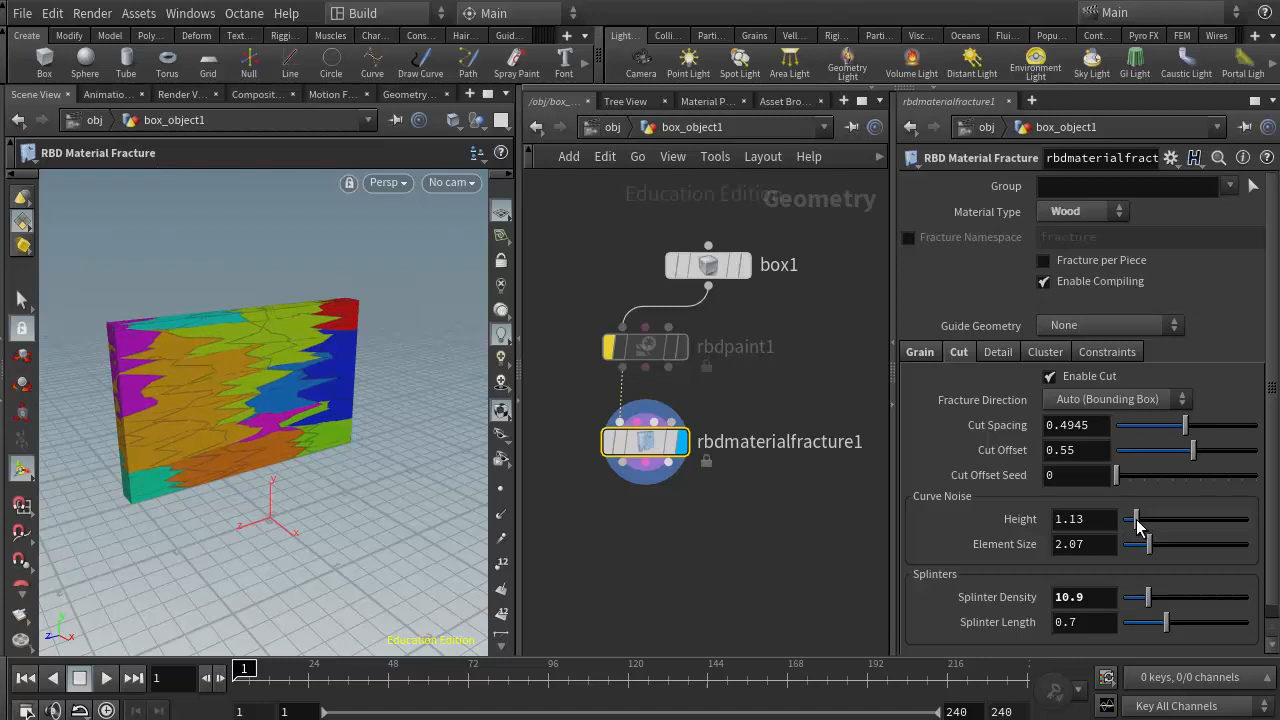 File Edit Render Assets Windows Octane Help Build Main Main
Create Modify Model Poly... Deform Text... Riggi... Muscles Char... Cons... Hair... Guid... Light... Colli... Parti... Grains Vell... Rig... Parti... Visc... Oceans Flui... Popu... Cont... Pyro FX FEM Wires
Box Sphere Tube Torus Grid Null Line Circle Curve Draw Curve Path Spray Paint Font Camera Point Light Spot Light Area Light Geometry Light Volume Light Distant Light Environment Light Sky Light GI Light Caustic Light Portal Ligh
Scene View Animatio... Render V... Composit... Motion F... Geometry... /obj/box_... Tree View Material P... Asset Bro... rbdmaterialfracture1
obj box_object1 obj box_object1 obj box_object1
RBD Material Fracture
Add Edit Go View Tools Layout Help
RBD Material Fracture rbdmaterialfract
Persp No cam
Education Edition
Geometry
box1
rbdpaint1
rbdmaterialfracture1
y
z
x
y
z
x
Education Edition
12
12
Group
Material Type Wood
Fracture Namespace fracture
Fracture per Piece
Enable Compiling
Guide Geometry None
Grain Cut Detail Cluster Constraints
Enable Cut
Fracture Direction Auto (Bounding Box)
Cut Spacing 0.4945
Cut Offset 0.55
Cut Offset Seed 0
Curve Noise
Height 1.13
Element Size 2.07
Splinters
Splinter Density 10.9
Splinter Length 0.7
1 1 24 48 72 96 120 144 168 192 216 2
0 keys, 0/0 channels
1 1 240 240
Key All Channels